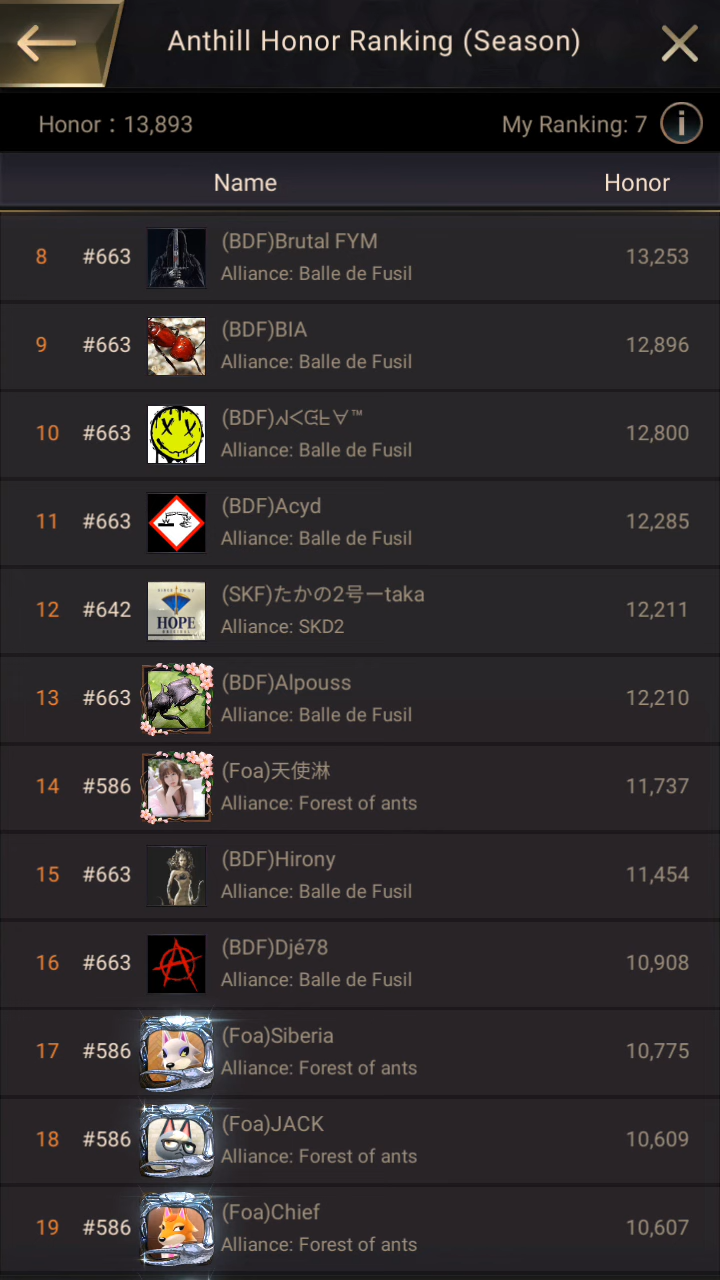 Anthill Honor Ranking (Season)
Honor : 13,893 My Ranking: 7
Name Honor
8 #663 (BDF)Brutal FYM 13,253
Alliance: Balle de Fusil
9 #663 (BDF)BIA 12,896
Alliance: Balle de Fusil
10 #663 (BDF) 12,800
Alliance: Balle de Fusil
11 #663 (BDF)Acyd 12,285
Alliance: Balle de Fusil
12 #642 (SKF)たかの2号ーtaka 12,211
HOPE
Alliance: SKD2
13 #663 (BDF)Alpouss 12,210
Alliance: Balle de Fusil
14 #586 (Foa)天使淋 11,737
Alliance: Forest of ants
15 #663 (BDF)Hirony 11,454
Alliance: Balle de Fusil
16 #663 (BDF)Djé78 10,908
Alliance: Balle de Fusil
17 #586 (Foa)Siberia 10,775
Alliance: Forest of ants
18 #586 (Foa)JACK 10,609
Alliance: Forest of ants
19 #586 (Foa)Chief 10,607
Alliance: Forest of ants